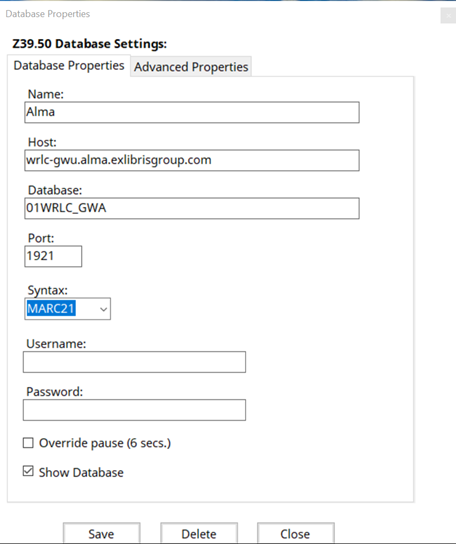 Database Properties
Z39.50 Database Settings:
Database Properties Advanced Properties
Name:
Alma
Host:
wrlc-gwu.alma.exlibrisgroup.com
Database:
01WRLC_GWA
Port:
1921
Syntax:
MARC21
Username:
Password:
Override pause (6 secs.)
Show Database
Save Delete Close